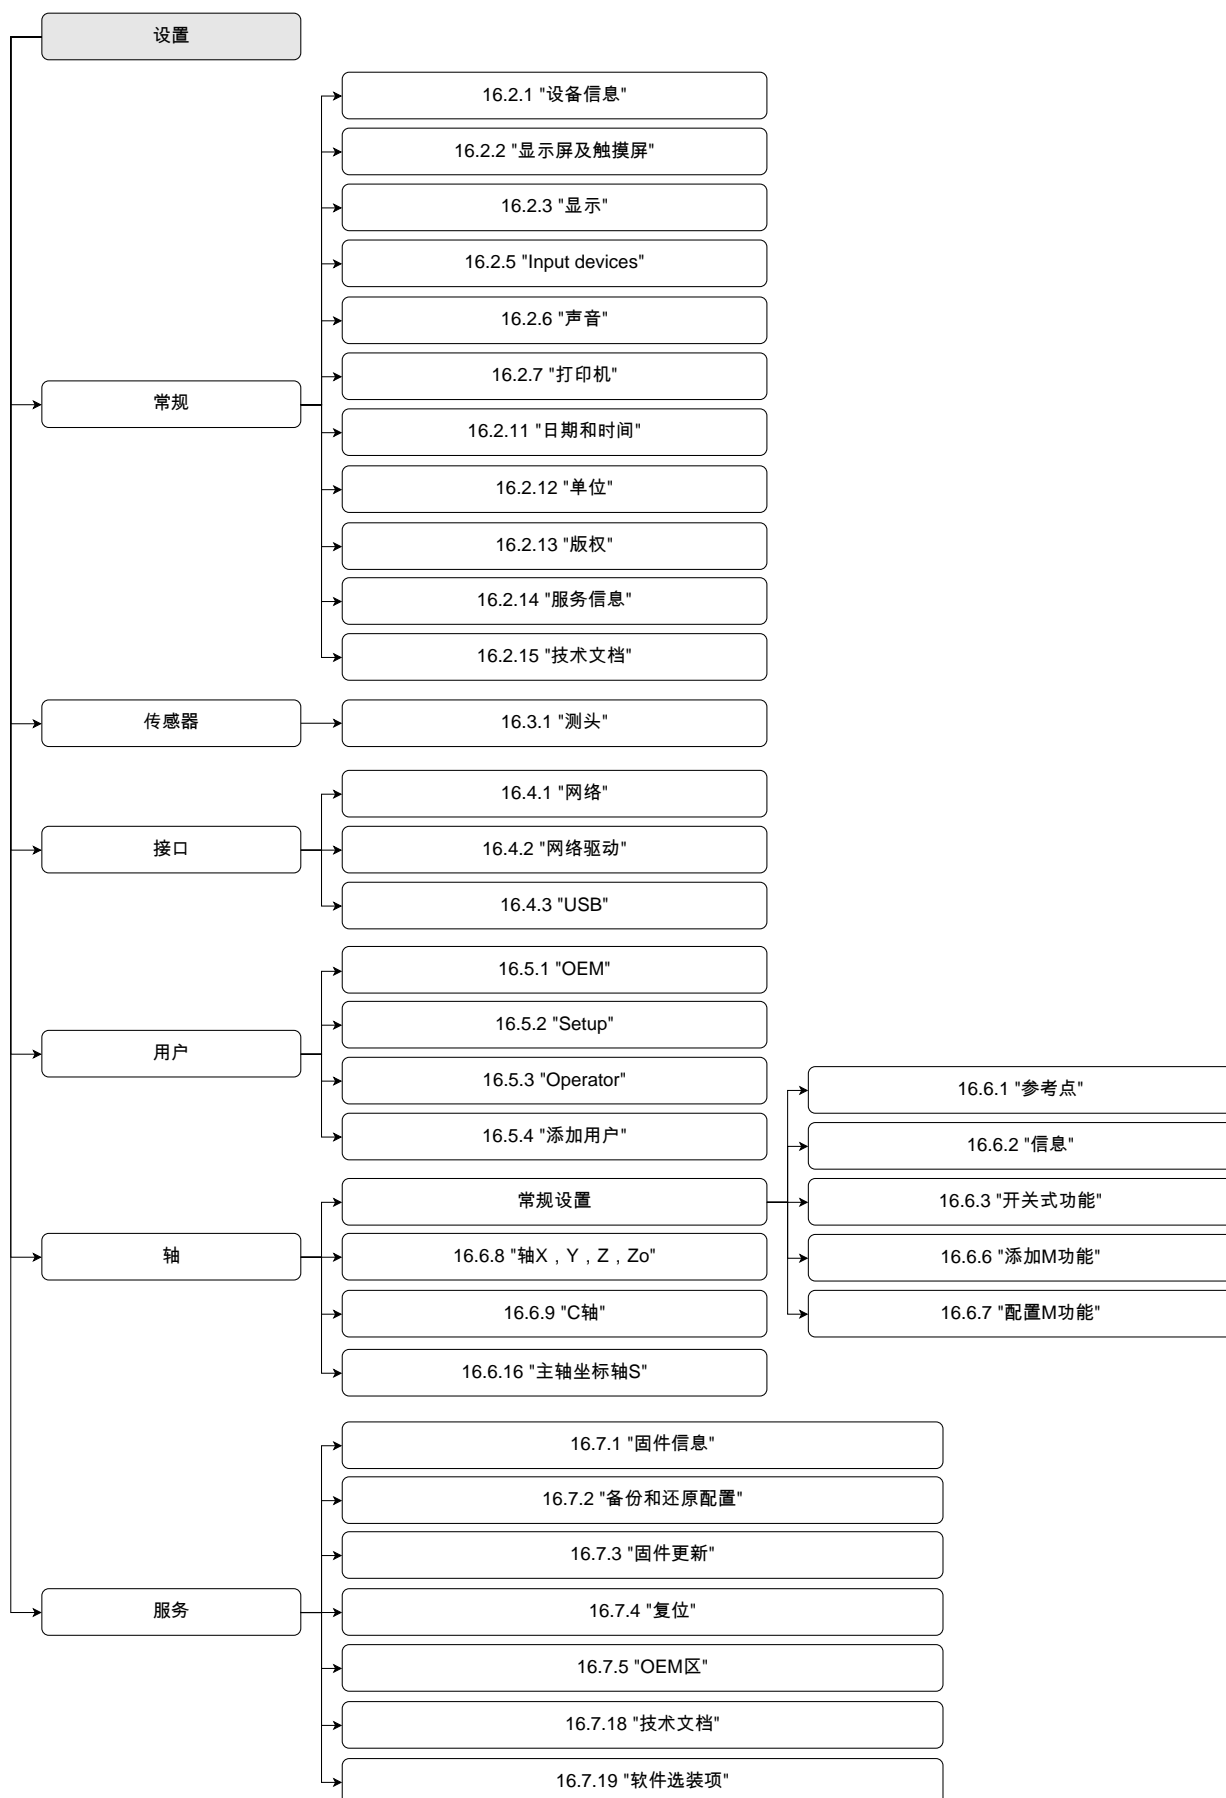 设置
16.2.1 "设备信息"
16.2.2 "显示屏及触摸屏"
16.2.3 "显示"
16.2.5 "Input devices"
16.2.6 "声音"
16.2.7 "打印机"
常规
16.2.11 "日期和时间"
16.2.12 "单位"
16.2.13 "版权"
16.2.14 "服务信息"
16.2.15 "技术文档"
传感器
16.3.1 "测头"
16.4.1 "网络"
接口
16.4.2 "网络驱动"
16.4.3 "USB"
16.5.1 "OEM"
16.5.2 "Setup"
用户
16.5.3 "Operator"
16.5.4 "添加用户"
16.6.1 "参考点"
16.6.2 "信息"
常规设置
16.6.3 "开关式功能"
轴
16.6.8 "轴X，Y，Z，Zo"
16.6.6 "添加M功能"
16.6.9 "C轴"
16.6.7 "配置M功能"
16.6.16 "主轴坐标轴S"
16.7.1 "固件信息"
16.7.2 "备份和还原配置"
16.7.3 "固件更新"
服务
16.7.4 "复位"
16.7.5 "OEM区"
16.7.18 "技术文档"
16.7.19 "软件选装项"